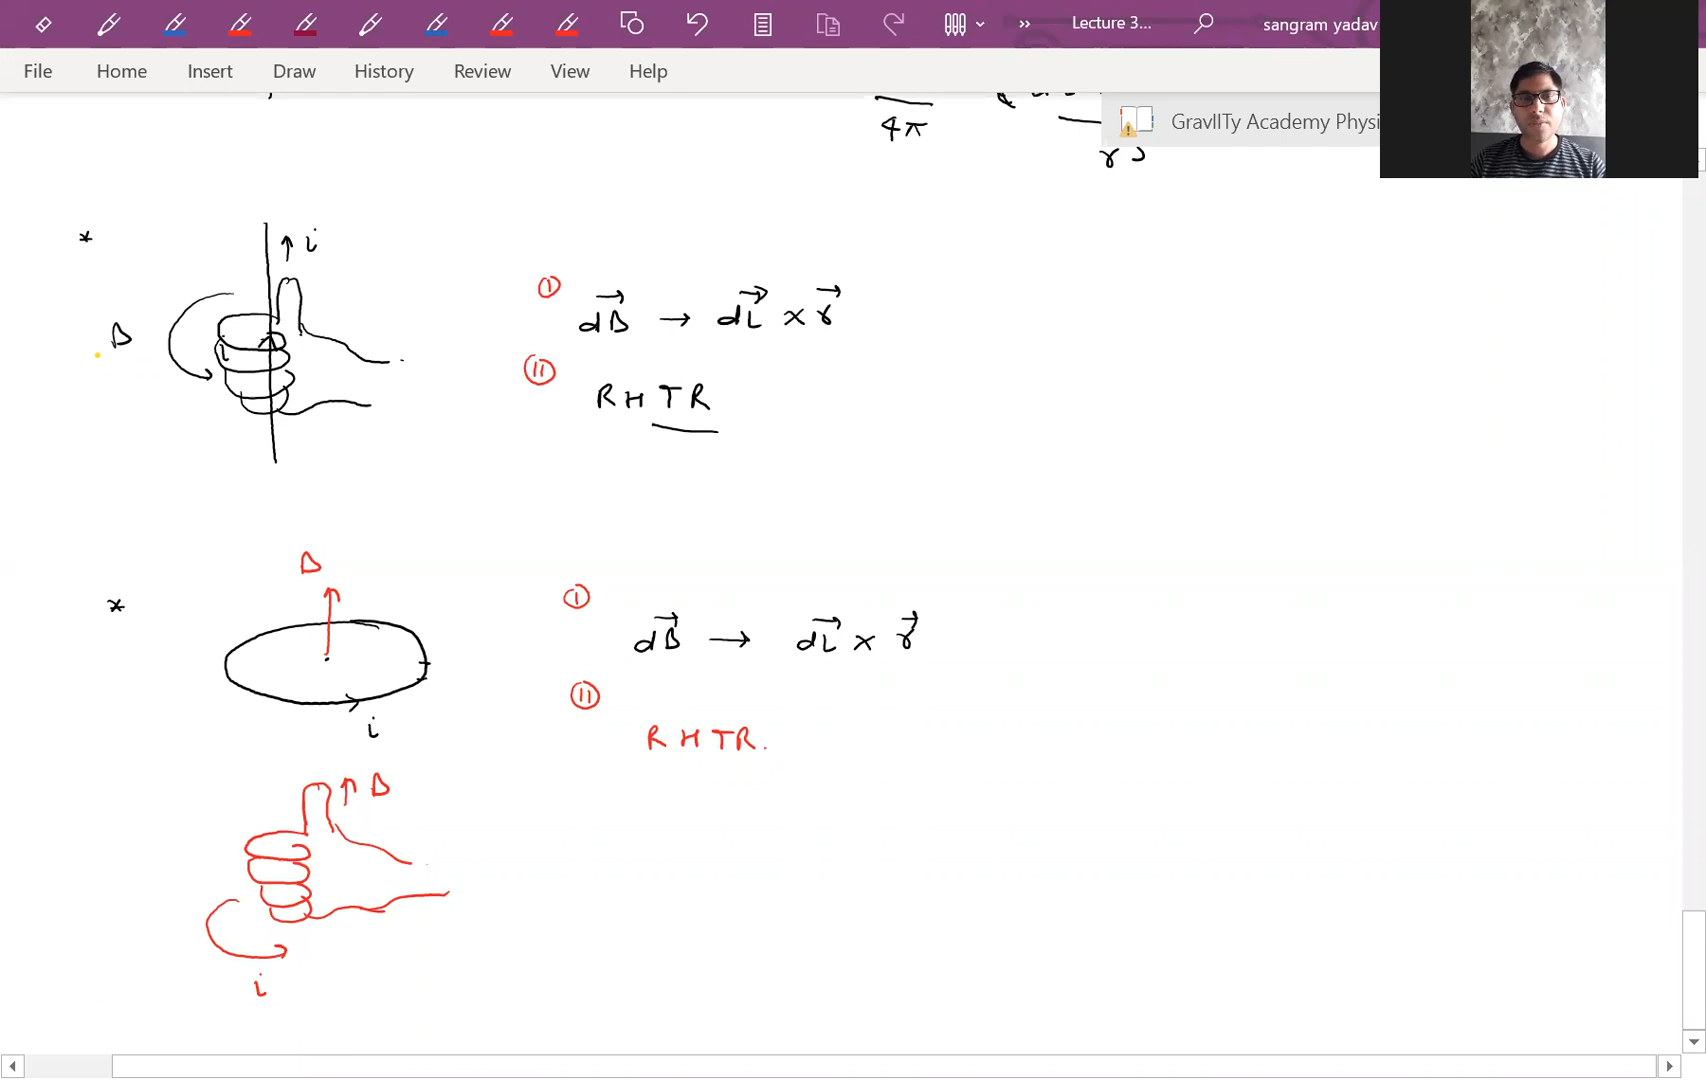 Lecture 3...
sangram yadav
File Home Insert Draw History Review View Help
GravIITy Academy Physi
4π
r
* ↑ i
B
i
① dB⃗ → dL⃗ × r⃗
② RHTR
B
*
i
① dB⃗ → dL⃗ × r⃗
② RHTR.
↑ B
i